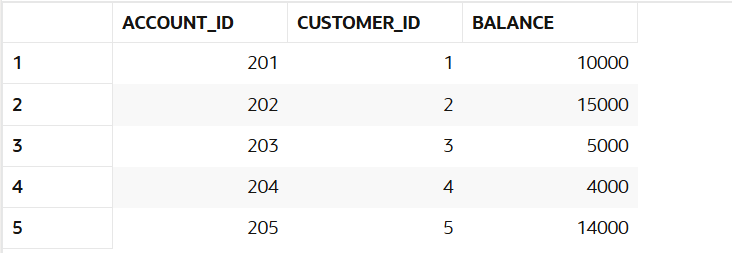 ACCOUNT_ID CUSTOMER_ID BALANCE
1 201 1 10000
2 202 2 15000
3 203 3 5000
4 204 4 4000
5 205 5 14000